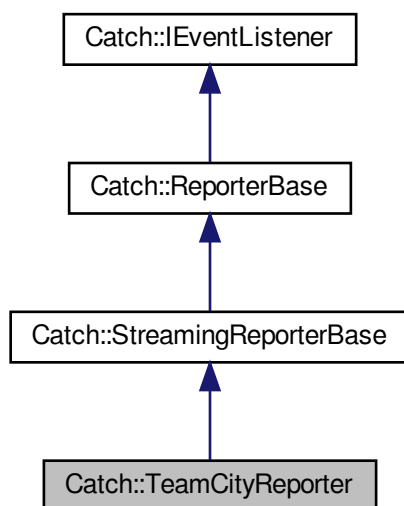 Catch::IEventListener
Catch::ReporterBase
Catch::StreamingReporterBase
Catch::TeamCityReporter